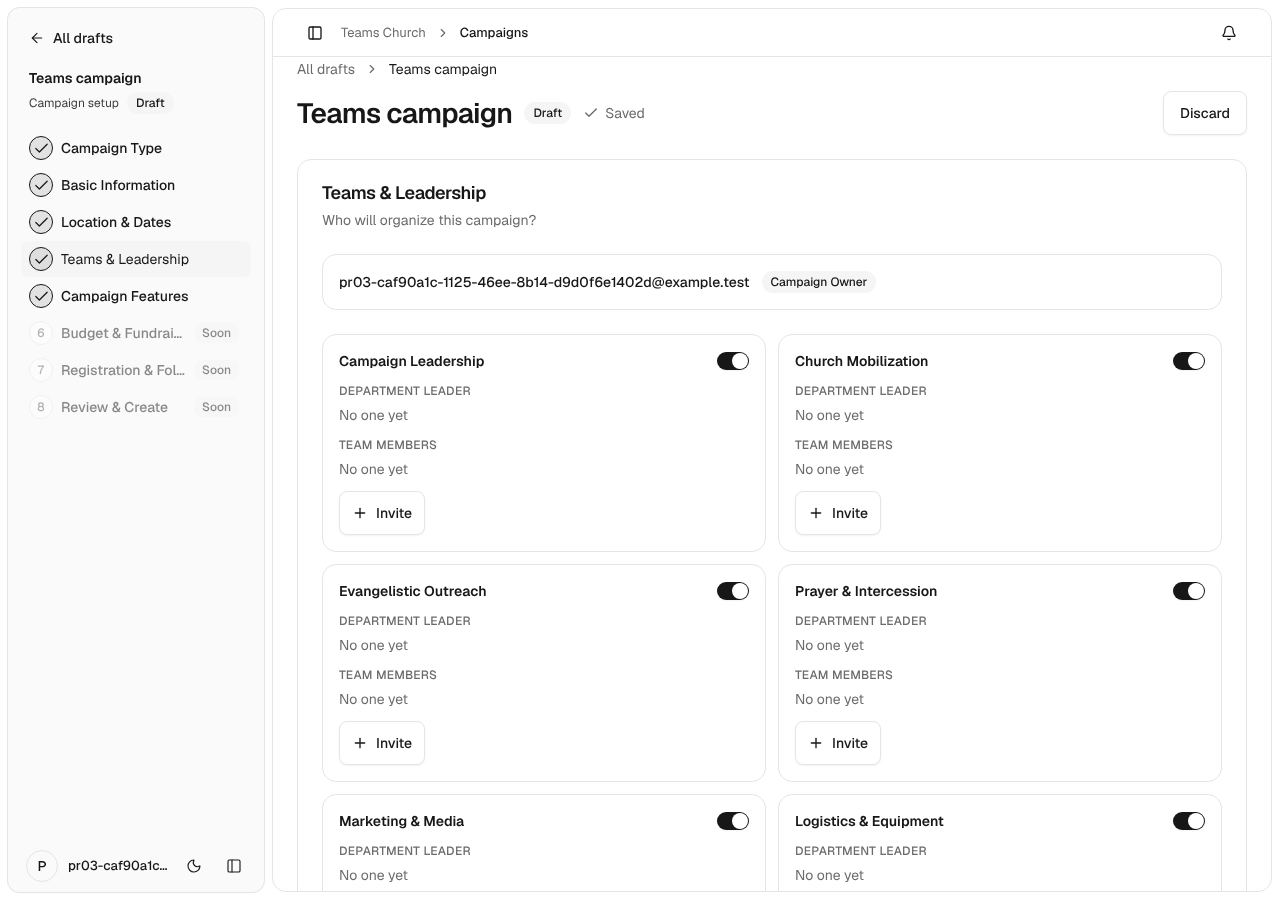 All drafts
Teams campaign
Campaign setup Draft
Campaign Type
Basic Information
Location & Dates
Teams & Leadership
Campaign Features
6 Budget & Fundrai... Soon
7 Registration & Fol... Soon
8 Review & Create Soon
P pr03-caf90a1c...
Teams Church > Campaigns
All drafts > Teams campaign
Teams campaign Draft Saved Discard
Teams & Leadership
Who will organize this campaign?
pr03-caf90a1c-1125-46ee-8b14-d9d0f6e1402d@example.test Campaign Owner
Campaign Leadership
DEPARTMENT LEADER
No one yet
TEAM MEMBERS
No one yet
+ Invite
Church Mobilization
DEPARTMENT LEADER
No one yet
TEAM MEMBERS
No one yet
+ Invite
Evangelistic Outreach
DEPARTMENT LEADER
No one yet
TEAM MEMBERS
No one yet
+ Invite
Prayer & Intercession
DEPARTMENT LEADER
No one yet
TEAM MEMBERS
No one yet
+ Invite
Marketing & Media
DEPARTMENT LEADER
No one yet
Logistics & Equipment
DEPARTMENT LEADER
No one yet